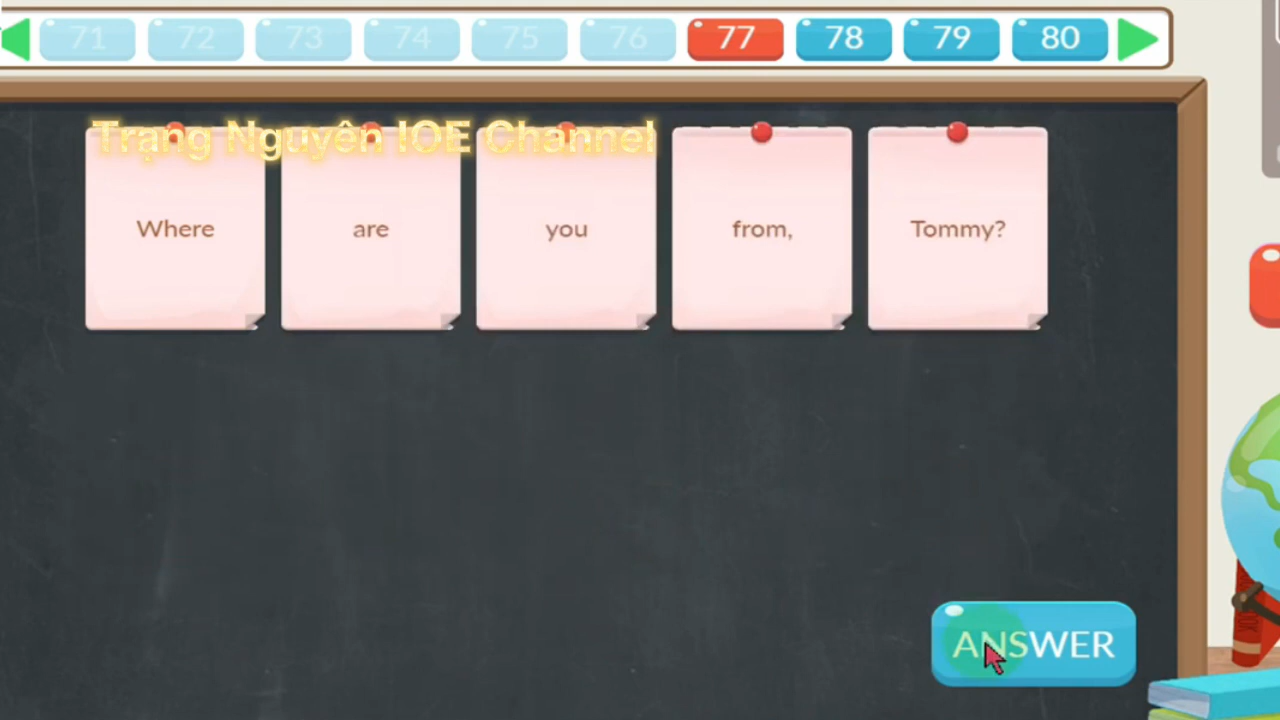 71 72 73 74 75 76 77 78 79 80
Trạng Nguyên IOE Channel
Where are you from, Tommy?
ANSWER